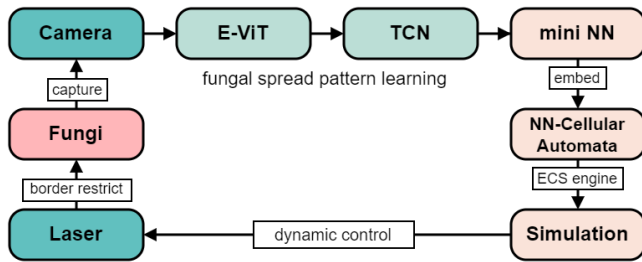 Camera
E-ViT
TCN
mini NN
fungal spread pattern learning
capture
embed
Fungi
NN-Cellular
Automata
border restrict
ECS engine
Laser
dynamic control
Simulation